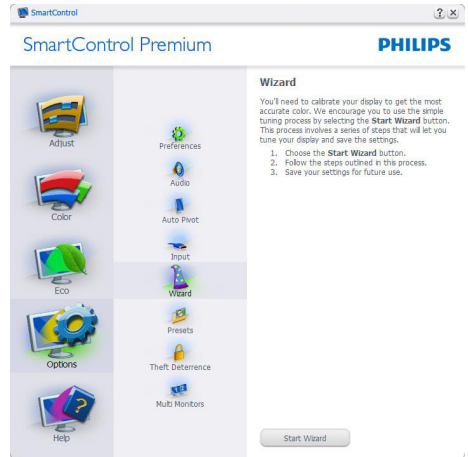 SmartControl
SmartControl Premium
PHILIPS
Adjust
Color
Eco
Options
Help
Preferences
Audio
Auto Pivot
Input
Wizard
Presets
Theft Deterrence
Multi Monitors
Wizard
You'll need to calibrate your display to get the most
accurate color. We encourage you to use the simple
tuning process by selecting the Start Wizard button.
This process involves a series of steps that will let you
tune your display and save the settings.
1. Choose the Start Wizard button.
2. Follow the steps outlined in this process.
3. Save your settings for future use.
Start Wizard